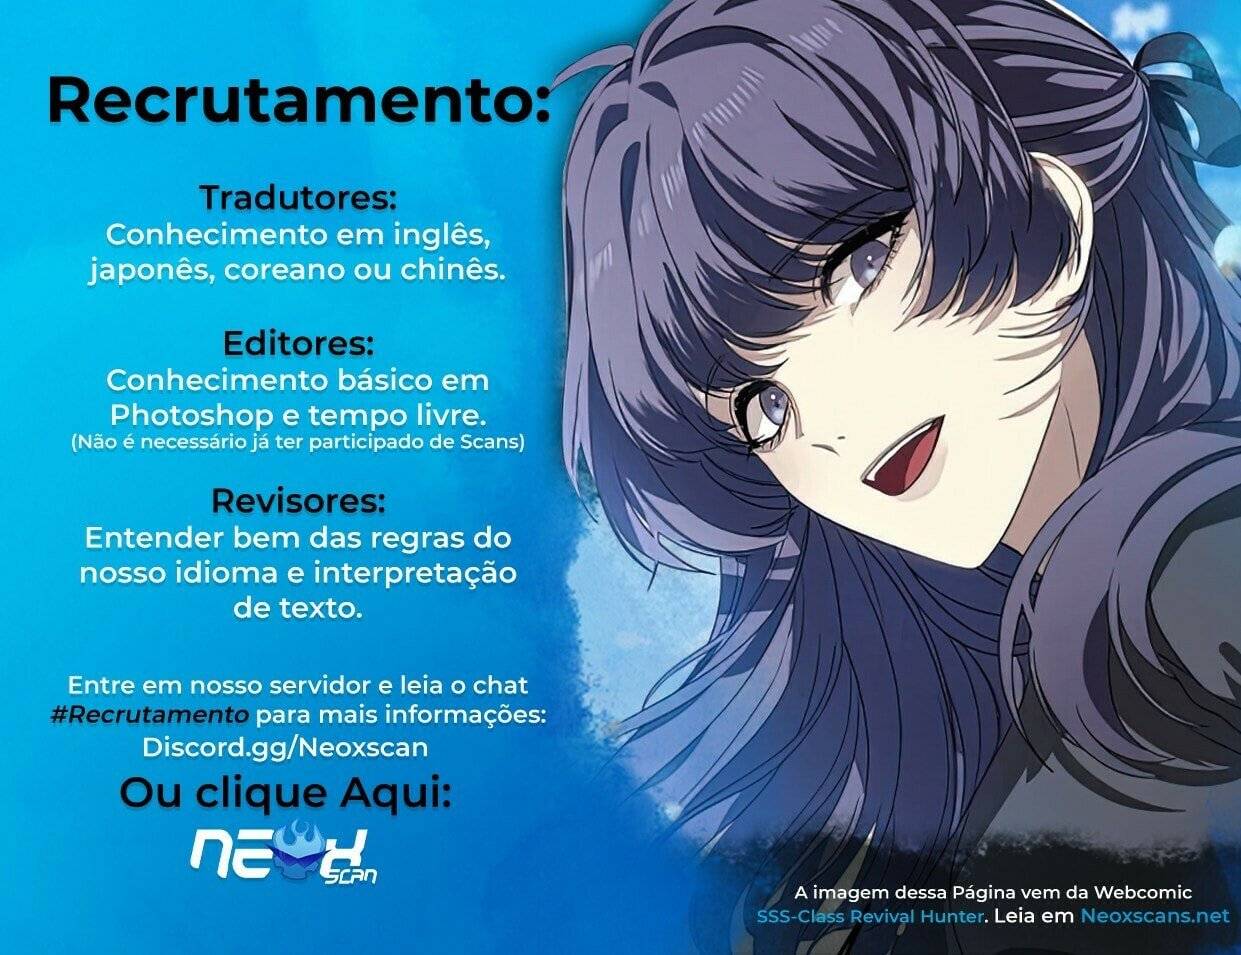 Recrutamento:
Tradutores:
Conhecimento em inglês,
japonês, coreano ou chinês.
Editores:
Conhecimento básico em
Photoshop e tempo livre.
(Não é necessário já ter participado de Scans)
Revisores:
Entender bem das regras do
nosso idioma e interpretação
de texto.
Entre em nosso servidor e leia o chat
#Recrutamento para mais informações:
Discord.gg/Neoxscan
Ou clique Aqui:
NEOX
SCAN
A imagem dessa Página vem da Webcomic
SSS-Class Revival Hunter. Leia em Neoxscans.net